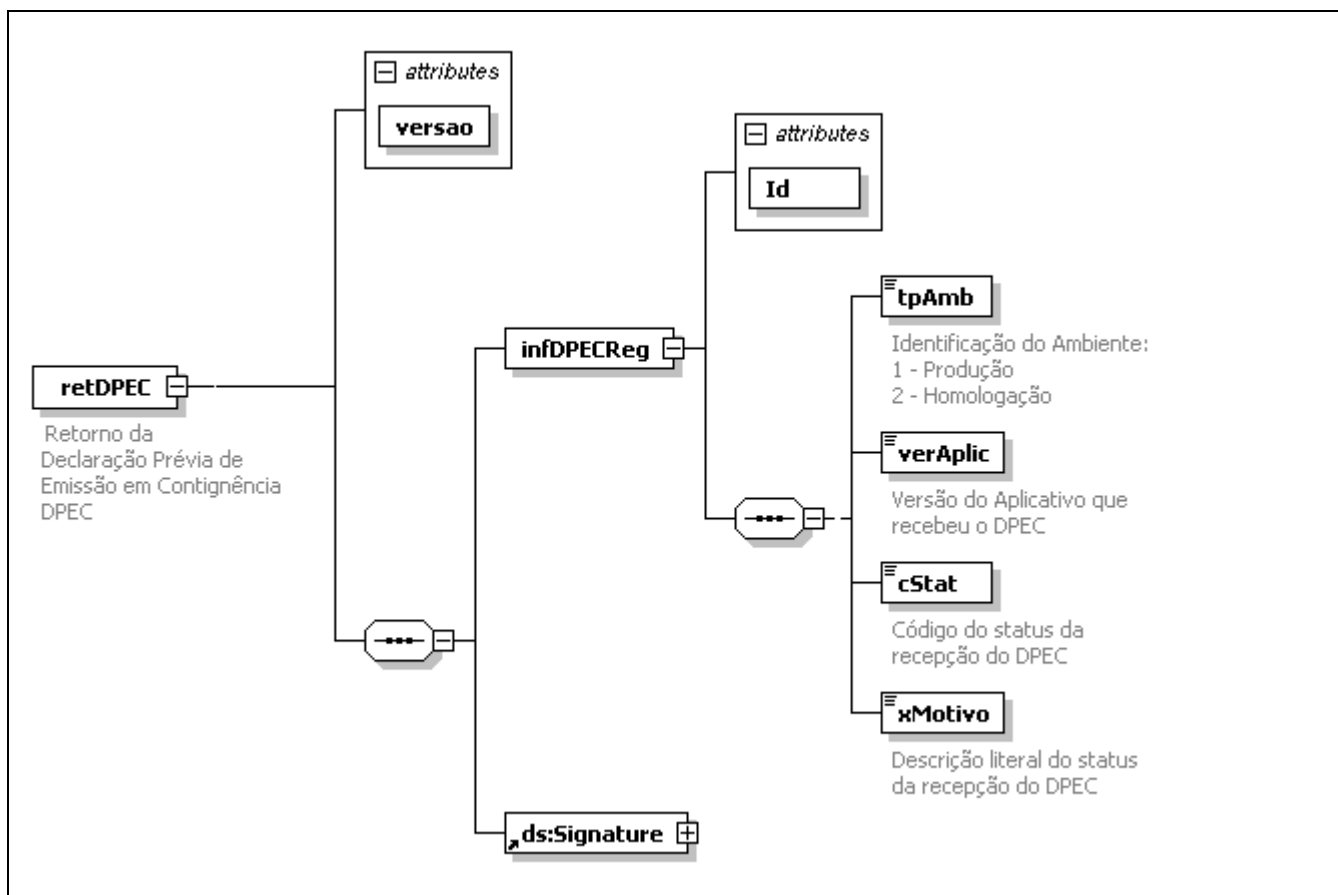 attributes
versao
attributes
Id
tpAmb
Identificação do Ambiente:
1 - Produção
2 - Homologação
infDPECReg
retDPEC
Retorno da
Declaração Prévia de
Emissão em Contignência
DPEC
verAplic
Versão do Aplicativo que
recebeu o DPEC
cStat
Código do status da
recepção do DPEC
xMotivo
Descrição literal do status
da recepção do DPEC
ds:Signature